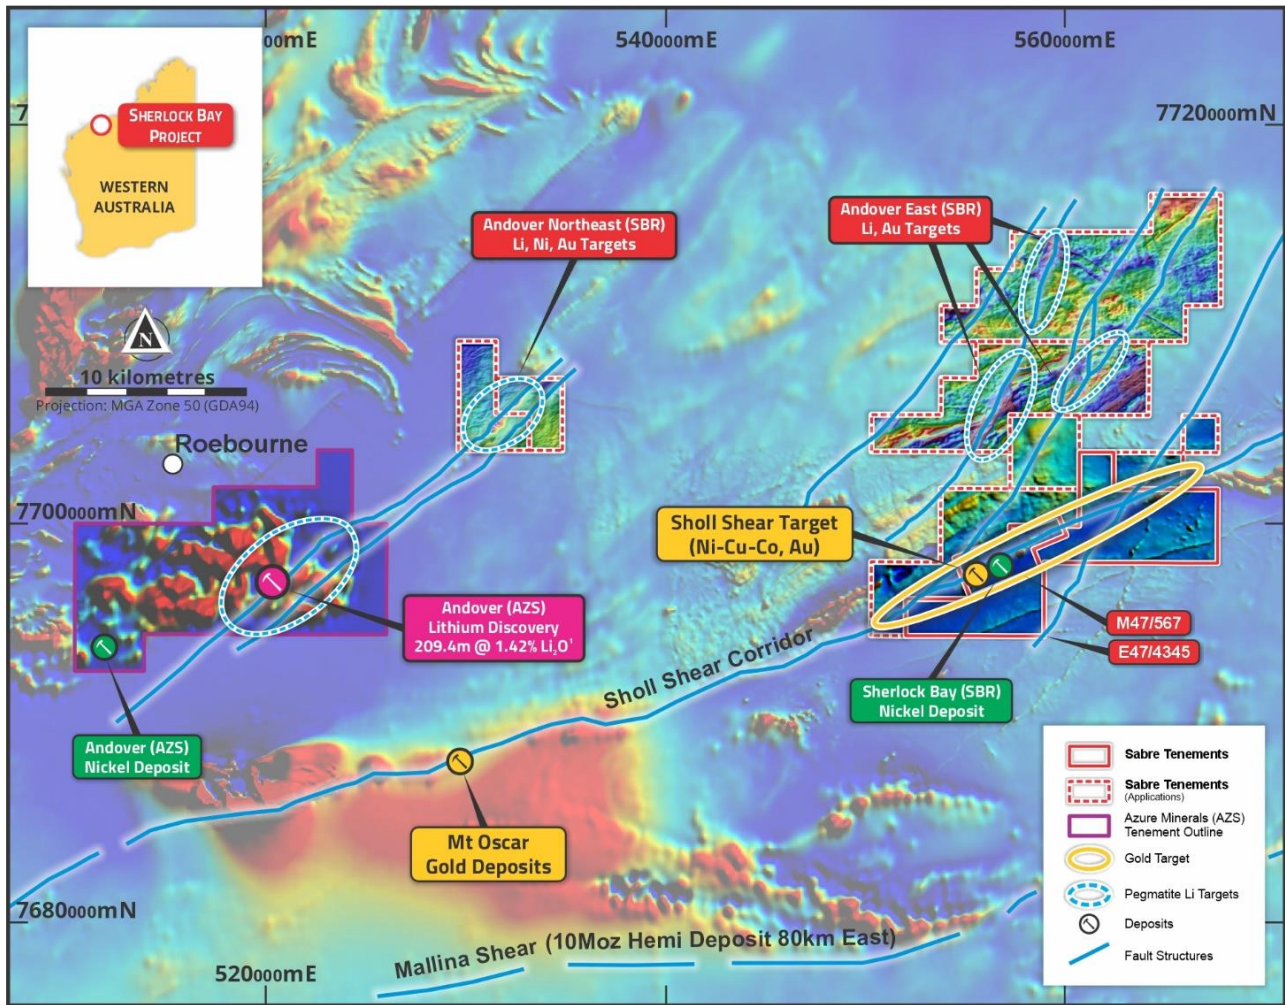 000mE
540000mE
560000mE
7
7720000mN
SHERLOCK BAY
PROJECT
WESTERN
AUSTRALIA
N
10 kilometres
Projection: MGA Zone 50 (GDA94)
Andover Northeast (SBR)
Li, Ni, Au Targets
Andover East (SBR)
Li, Au Targets
Roebourne
7700000mN
Sholl Shear Target
(Ni-Cu-Co, Au)
Andover (AZS)
Lithium Discovery
209.4m @ 1.42% Li₂O¹
M47/567
E47/4345
Sholl Shear Corridor
Sherlock Bay (SBR)
Nickel Deposit
Andover (AZS)
Nickel Deposit
Mt Oscar
Gold Deposits
7680000mN
Mallina Shear (10Moz Hemi Deposit 80km East)
520000mE
Sabre Tenements
Sabre Tenements
(Applications)
Azure Minerals (AZS)
Tenement Outline
Gold Target
Pegmatite Li Targets
Deposits
Fault Structures